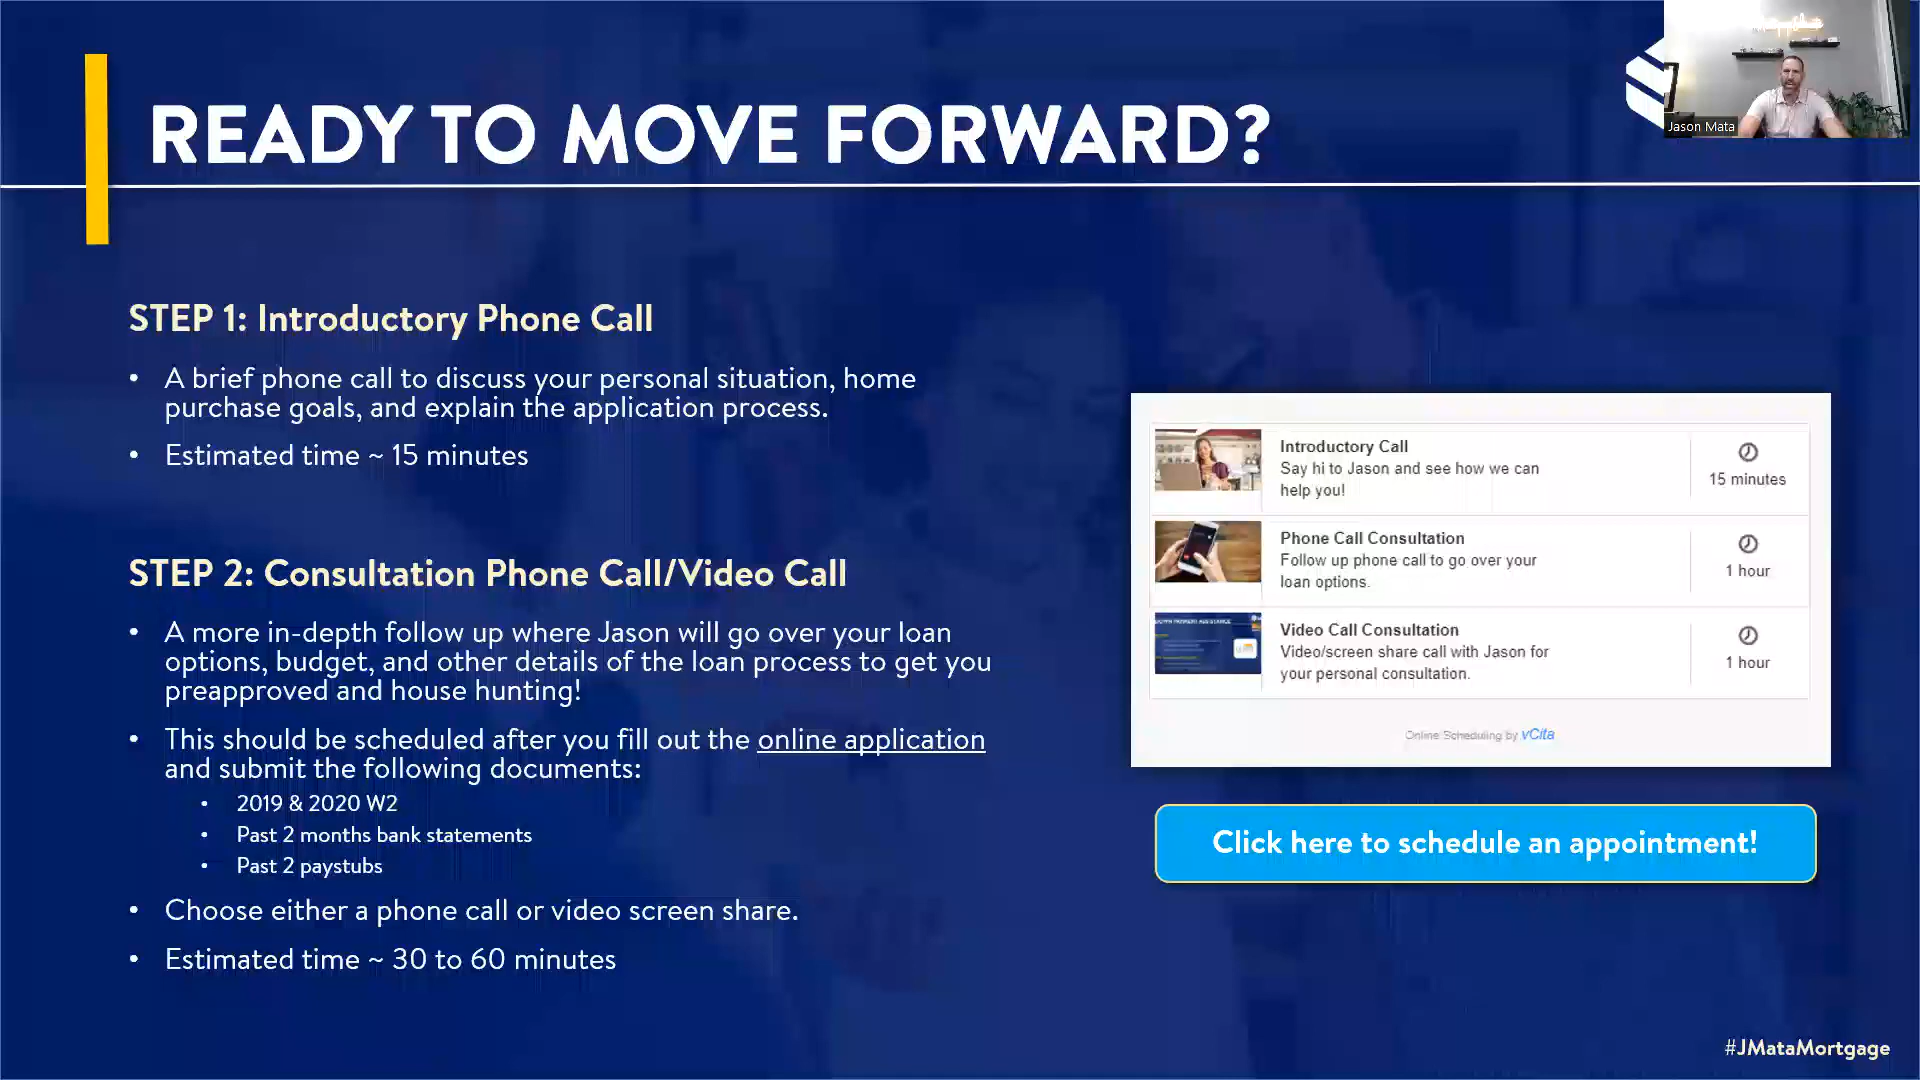 Jason Mata
READY TO MOVE FORWARD?
STEP 1: Introductory Phone Call
• A brief phone call to discuss your personal situation, home
purchase goals, and explain the application process.
• Estimated time ~ 15 minutes
STEP 2: Consultation Phone Call/Video Call
• A more in-depth follow up where Jason will go over your loan
options, budget, and other details of the loan process to get you
preapproved and house hunting!
• This should be scheduled after you fill out the online application
and submit the following documents:
• 2019 & 2020 W2
• Past 2 months bank statements
• Past 2 paystubs
• Choose either a phone call or video screen share.
• Estimated time ~ 30 to 60 minutes
Introductory Call
Say hi to Jason and see how we can
help you!
15 minutes
Phone Call Consultation
Follow up phone call to go over your
loan options.
1 hour
Video Call Consultation
Video/screen share call with Jason for
your personal consultation.
1 hour
Online Scheduling by vCita
Click here to schedule an appointment!
#JMataMortgage